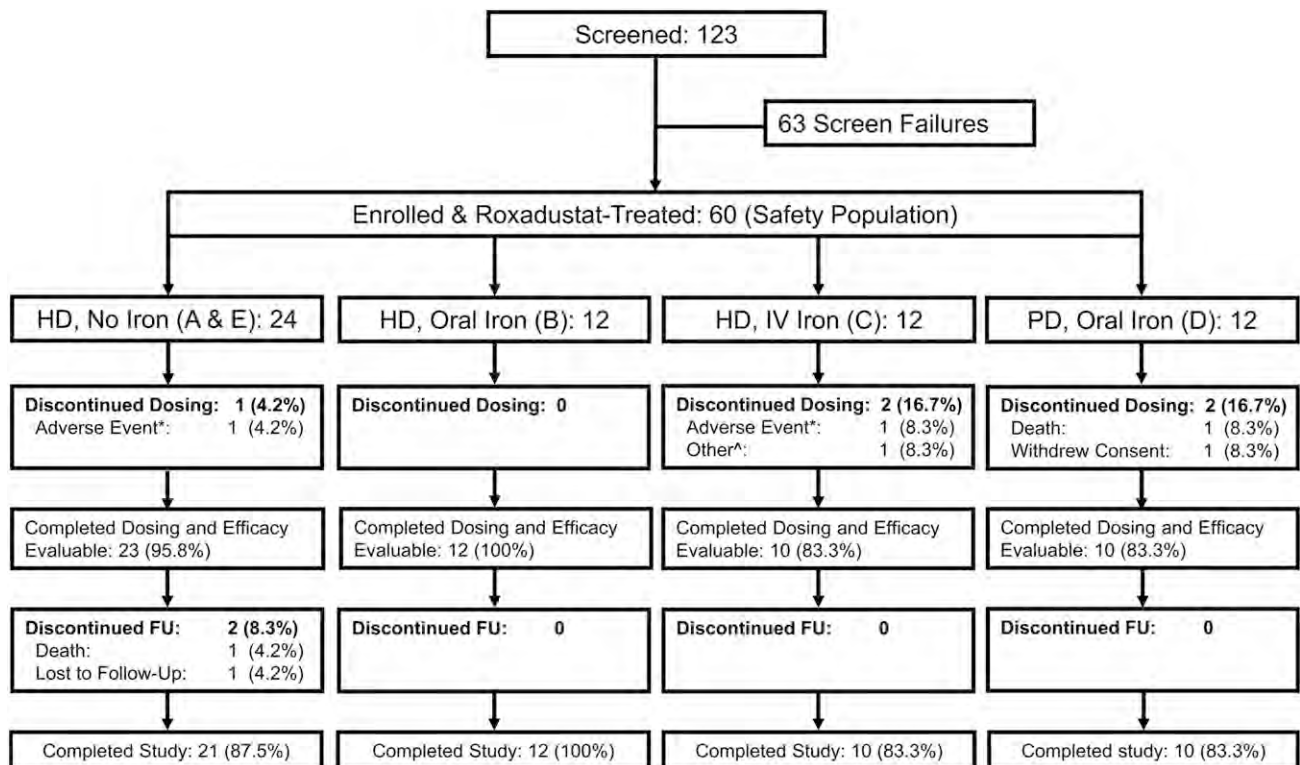 Screened: 123
63 Screen Failures
Enrolled & Roxadustat-Treated: 60 (Safety Population)
HD, No Iron (A & E): 24
HD, Oral Iron (B): 12
HD, IV Iron (C): 12
PD, Oral Iron (D): 12
Discontinued Dosing: 1 (4.2%)
Adverse Event*: 1 (4.2%)
Discontinued Dosing: 0
Discontinued Dosing: 2 (16.7%)
Adverse Event*: 1 (8.3%)
Other^: 1 (8.3%)
Discontinued Dosing: 2 (16.7%)
Death: 1 (8.3%)
Withdrew Consent: 1 (8.3%)
Completed Dosing and Efficacy
Evaluable: 23 (95.8%)
Completed Dosing and Efficacy
Evaluable: 12 (100%)
Completed Dosing and Efficacy
Evaluable: 10 (83.3%)
Completed Dosing and Efficacy
Evaluable: 10 (83.3%)
Discontinued FU: 2 (8.3%)
Death: 1 (4.2%)
Lost to Follow-Up: 1 (4.2%)
Discontinued FU: 0
Discontinued FU: 0
Discontinued FU: 0
Completed Study: 21 (87.5%)
Completed Study: 12 (100%)
Completed Study: 10 (83.3%)
Completed study: 10 (83.3%)